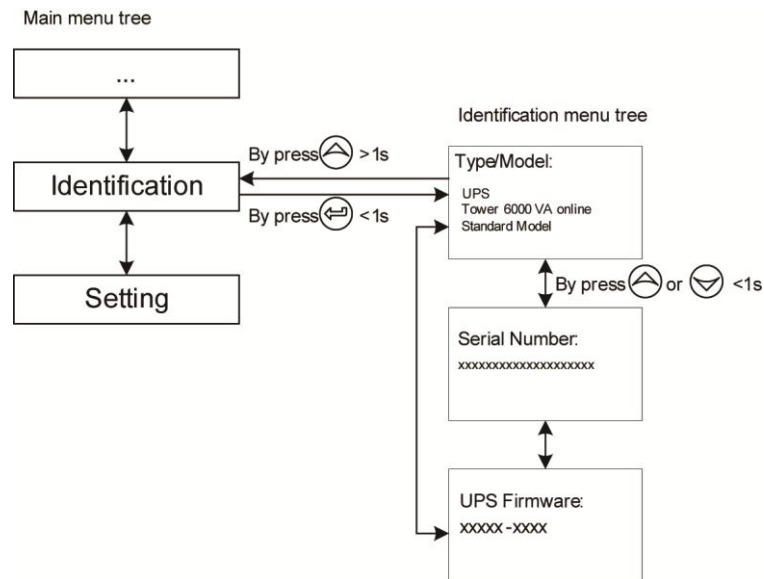 Main menu tree
...
Identification
Setting
By press >1s
By press <1s
Identification menu tree
Type/Model:
UPS
Tower 6000 VA online
Standard Model
By press or <1s
Serial Number:
xxxxxxxxxxxxxxxxxxxx
UPS Firmware:
xxxxx-xxxx